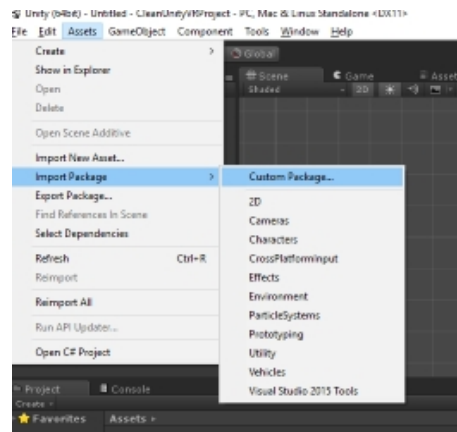 Unity (64bit) - Untitled - CleanUnityVRProject - PC, Mac & Linux Standalone <DX11>
File Edit Assets GameObject Component Tools Window Help
Create >
Global
Show in Explorer
# Scene Game Asset
Open
Shaded 2D
Delete
Open Scene Additive
Import New Asset...
Import Package >
Custom Package...
Export Package...
2D
Find References In Scene
Cameras
Select Dependencies
Characters
Refresh Ctrl+R
CrossPlatformInput
Reimport
Effects
Reimport All
Environment
ParticleSystems
Run API Updater...
Prototyping
Open C# Project
Utility
Vehicles
Project Console
Visual Studio 2015 Tools
Create
Favorites Assets